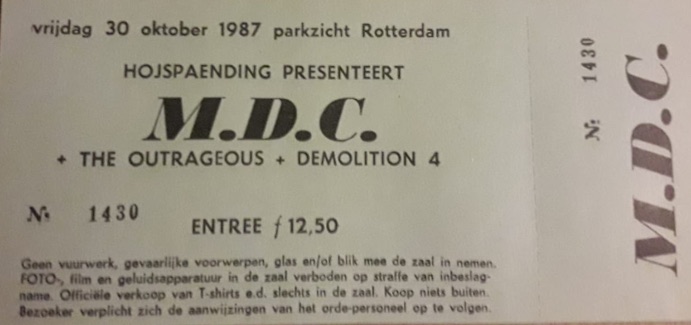 vrijdag 30 oktober 1987 parkzicht Rotterdam
HOJSPAENDING PRESENTEERT
M.D.C.
+ THE OUTRAGEOUS + DEMOLITION 4
№ 1430
ENTREE ƒ 12,50
Geen vuurwerk, gevaarlijke voorwerpen, glas en/of blik mee de zaal in nemen.
FOTO-, film en geluidsapparatuur in de zaal verboden op straffe van inbeslag-
name. Officiële verkoop van T-shirts e.d. slechts in de zaal. Koop niets buiten.
Bezoeker verplicht zich de aanwijzingen van het orde-personeel op te volgen.
№ 1430
M.D.C.